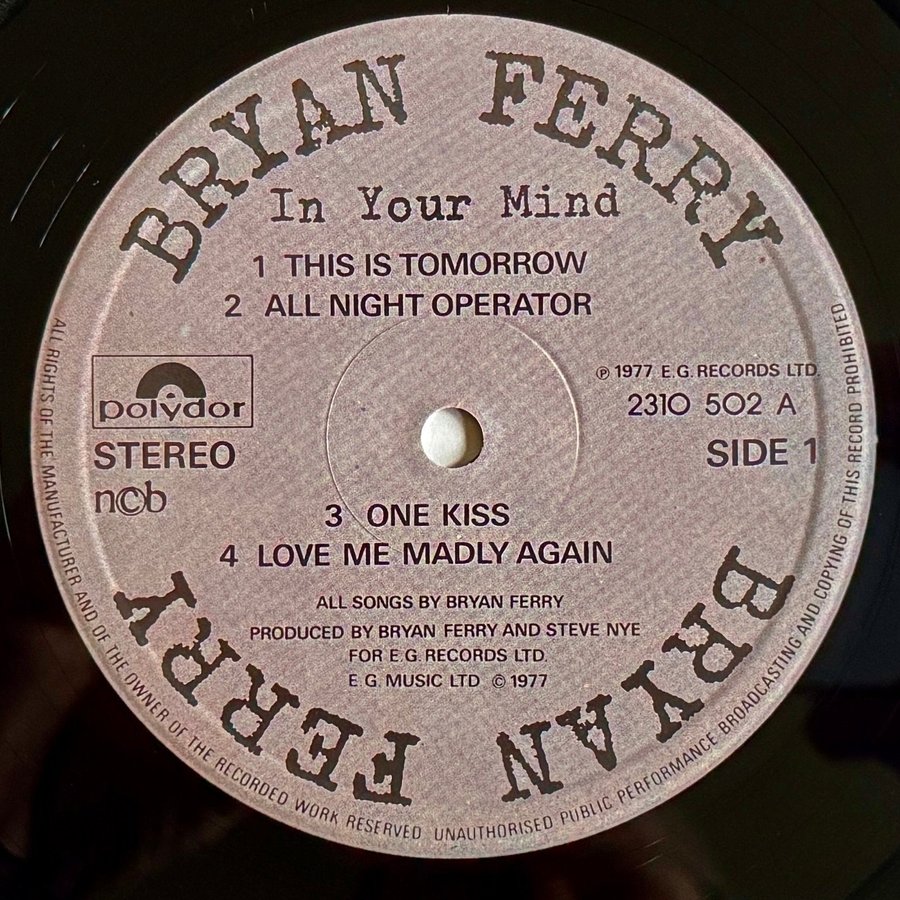 BRYAN FERRY
In Your Mind
1 THIS IS TOMORROW
2 ALL NIGHT OPERATOR
polydor
STEREO
ncb
℗ 1977 E.G. RECORDS LTD.
2310 502 A
SIDE 1
3 ONE KISS
4 LOVE ME MADLY AGAIN
ALL SONGS BY BRYAN FERRY
PRODUCED BY BRYAN FERRY AND STEVE NYE
FOR E.G. RECORDS LTD.
E.G. MUSIC LTD © 1977
BRYAN FERRY
ALL RIGHTS OF THE MANUFACTURER AND OF THE OWNER OF THE RECORDED WORK RESERVED UNAUTHORISED PUBLIC PERFORMANCE BROADCASTING AND COPYING OF THIS RECORD PROHIBITED